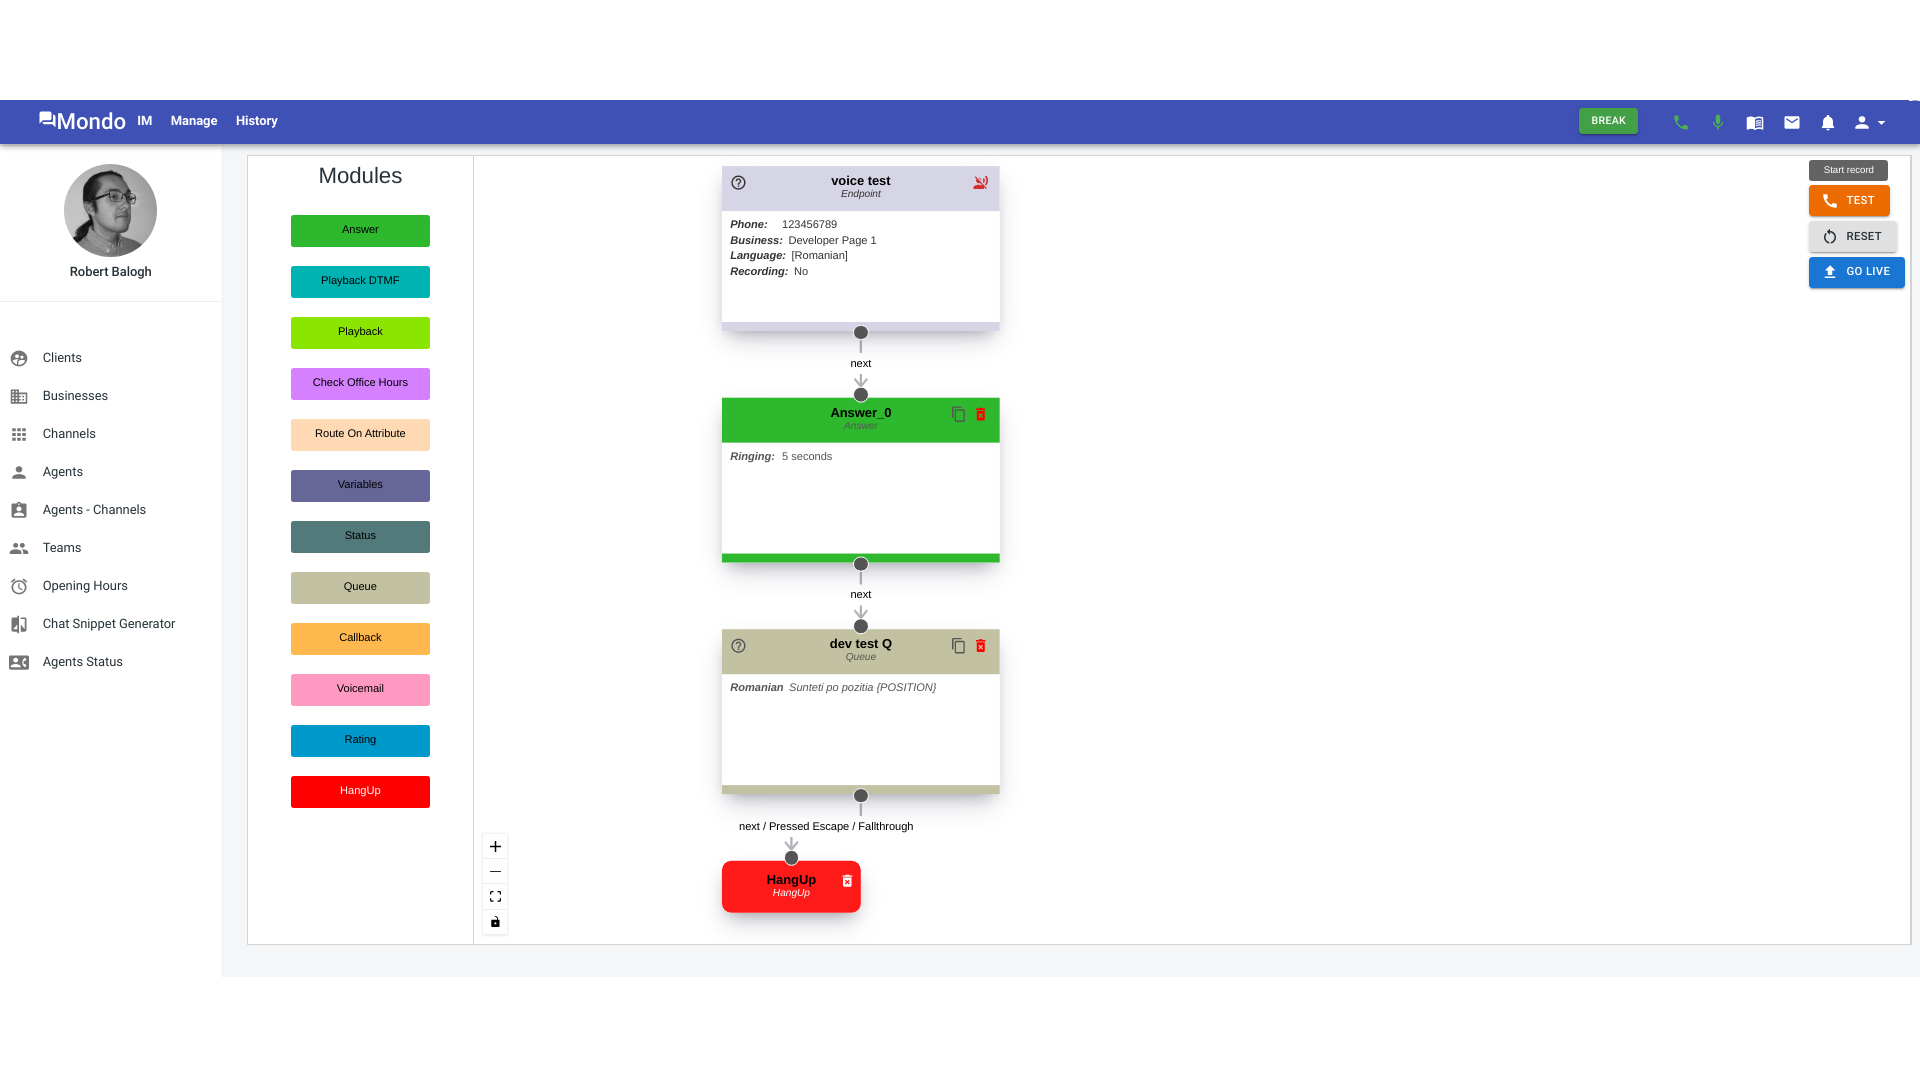 Mondo IM Manage History
BREAK
Robert Balogh
Clients
Businesses
Channels
Agents
Agents - Channels
Teams
Opening Hours
Chat Snippet Generator
Agents Status
Modules
Answer
Playback DTMF
Playback
Check Office Hours
Route On Attribute
Variables
Status
Queue
Callback
Voicemail
Rating
HangUp
voice test
Endpoint
Phone: 123456789
Business: Developer Page 1
Language: [Romanian]
Recording: No
next
Answer_0
Answer
Ringing: 5 seconds
next
dev test Q
Queue
Romanian Sunteti po pozitia {POSITION}
next / Pressed Escape / Fallthrough
HangUp
HangUp
Start record
TEST
RESET
GO LIVE